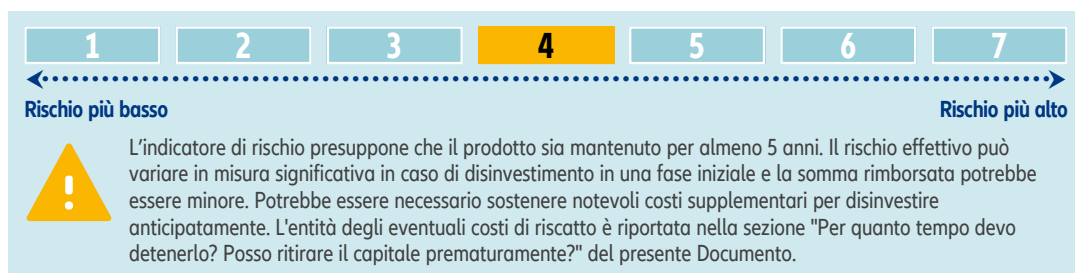 1 2 3 4 5 6 7
Rischio più basso Rischio più alto
L'indicatore di rischio presuppone che il prodotto sia mantenuto per almeno 5 anni. Il rischio effettivo può
variare in misura significativa in caso di disinvestimento in una fase iniziale e la somma rimborsata potrebbe
essere minore. Potrebbe essere necessario sostenere notevoli costi supplementari per disinvestire
anticipatamente. L'entità degli eventuali costi di riscatto è riportata nella sezione "Per quanto tempo devo
detenerlo? Posso ritirare il capitale prematuramente?" del presente Documento.